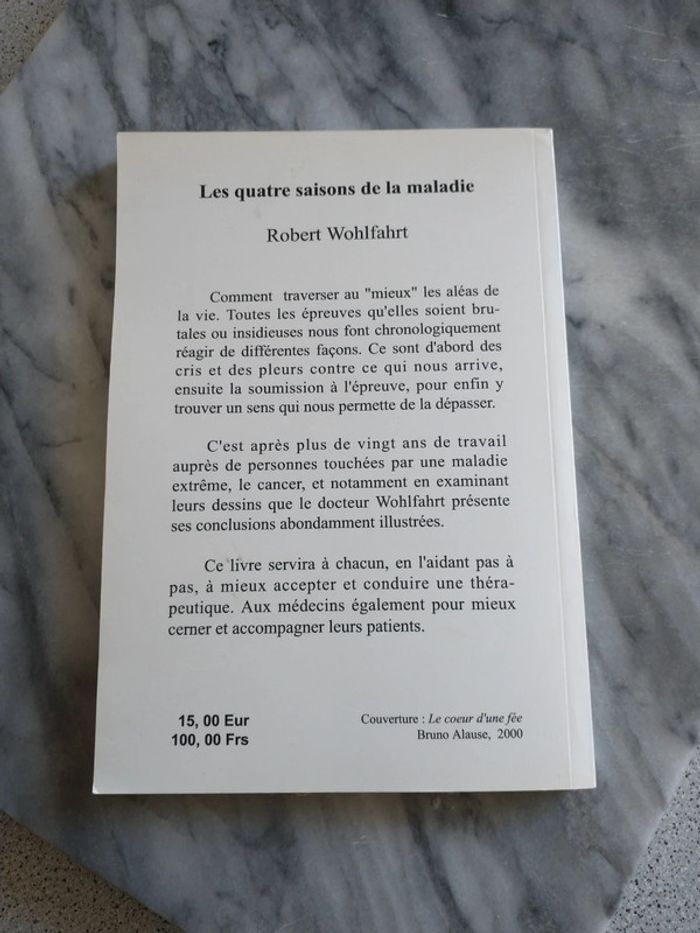 Les quatre saisons de la maladie
Robert Wohlfahrt
Comment traverser au "mieux" les aléas de
la vie. Toutes les épreuves qu'elles soient bru-
tales ou insidieuses nous font chronologiquement
réagir de différentes façons. Ce sont d'abord des
cris et des pleurs contre ce qui nous arrive,
ensuite la soumission à l'épreuve, pour enfin y
trouver un sens qui nous permette de la dépasser.
C'est après plus de vingt ans de travail
auprès de personnes touchées par une maladie
extrême, le cancer, et notamment en examinant
leurs dessins que le docteur Wohlfahrt présente
ses conclusions abondamment illustrées.
Ce livre servira à chacun, en l'aidant pas à
pas, à mieux accepter et conduire une théra-
peutique. Aux médecins également pour mieux
cerner et accompagner leurs patients.
15, 00 Eur
100, 00 Frs
Couverture : Le coeur d'une fée
Bruno Alause, 2000